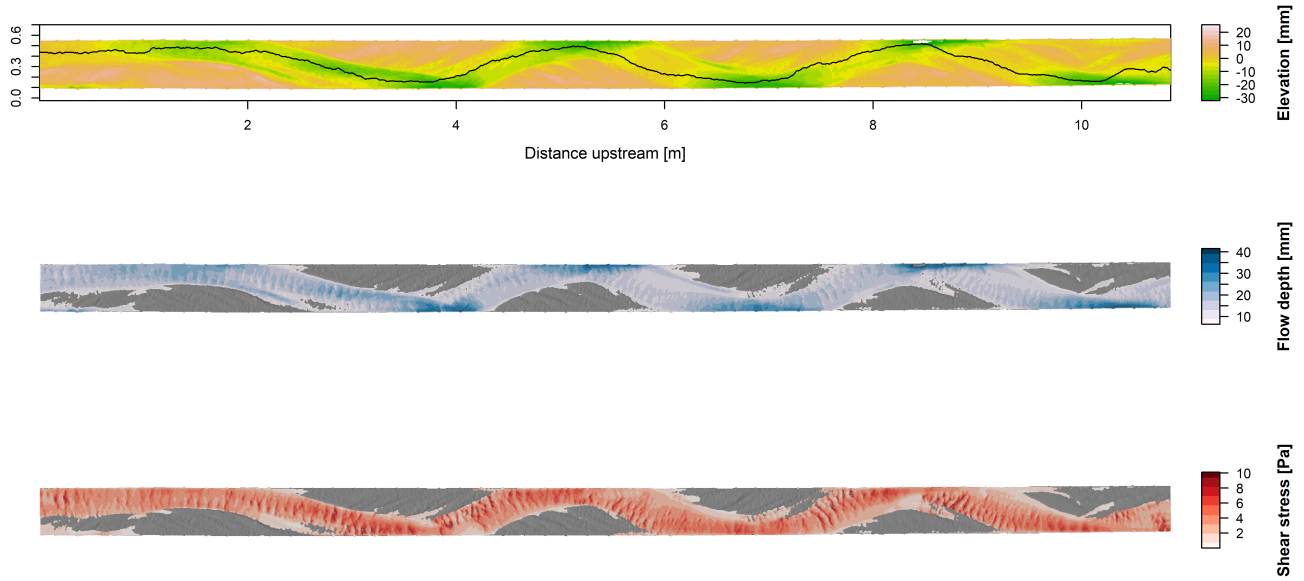 0.0 0.3 0.6
2 4 6 8 10
Distance upstream [m]
20
10
0
-10
-20
-30
Elevation [mm]
40
30
20
10
Flow depth [mm]
10
8
6
4
2
Shear stress [Pa]